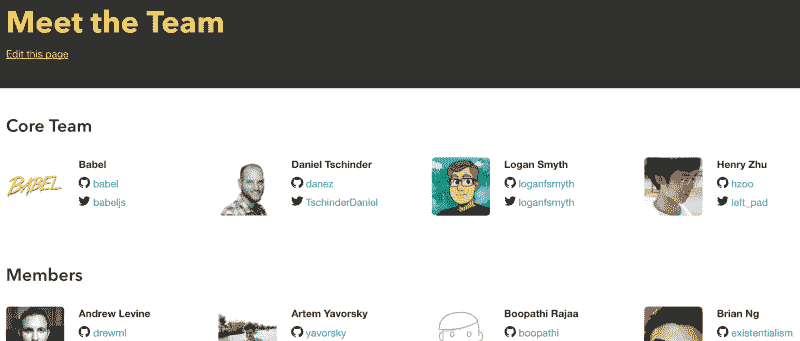 Meet the Team
Edit this page
Core Team
BABEL
Babel
babel
babeljs
Daniel Tschinder
danez
TschinderDaniel
Logan Smyth
loganfsmyth
loganfsmyth
Henry Zhu
hzoo
left_pad
Members
Andrew Levine
drewml
Artem Yavorsky
yavorsky
Boopathi Rajaa
boopathi
Brian Ng
existentialism